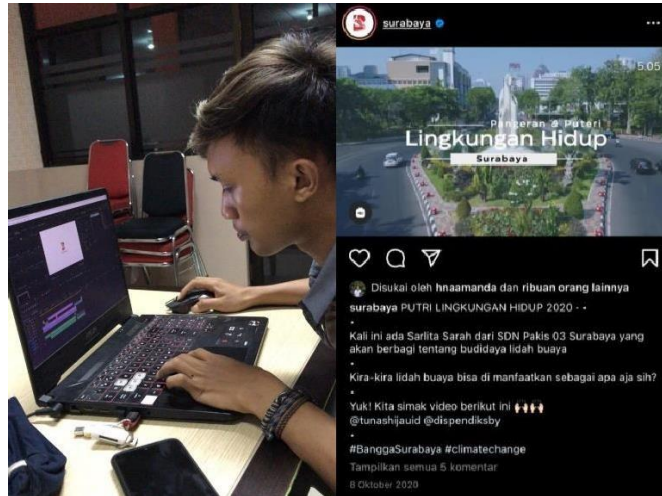 surabaya
5.05
Pangeran & Puteri
Lingkungan Hidup
Surabaya
Disukai oleh hnaamanda dan ribuan orang lainnya
surabaya PUTRI LINGKUNGAN HIDUP 2020 - -
•
Kali ini ada Sarlita Sarah dari SDN Pakis 03 Surabaya yang
akan berbagi tentang budidaya lidah buaya
•
Kira-kira lidah buaya bisa di manfaatkan sebagai apa aja sih?
•
Yuk! Kita simak video berikut ini 🙌🏻🙌🏻
@tunashijauid @dispendiksby
•
#BanggaSurabaya #climatechange
Tampilkan semua 5 komentar
8 Oktober 2020